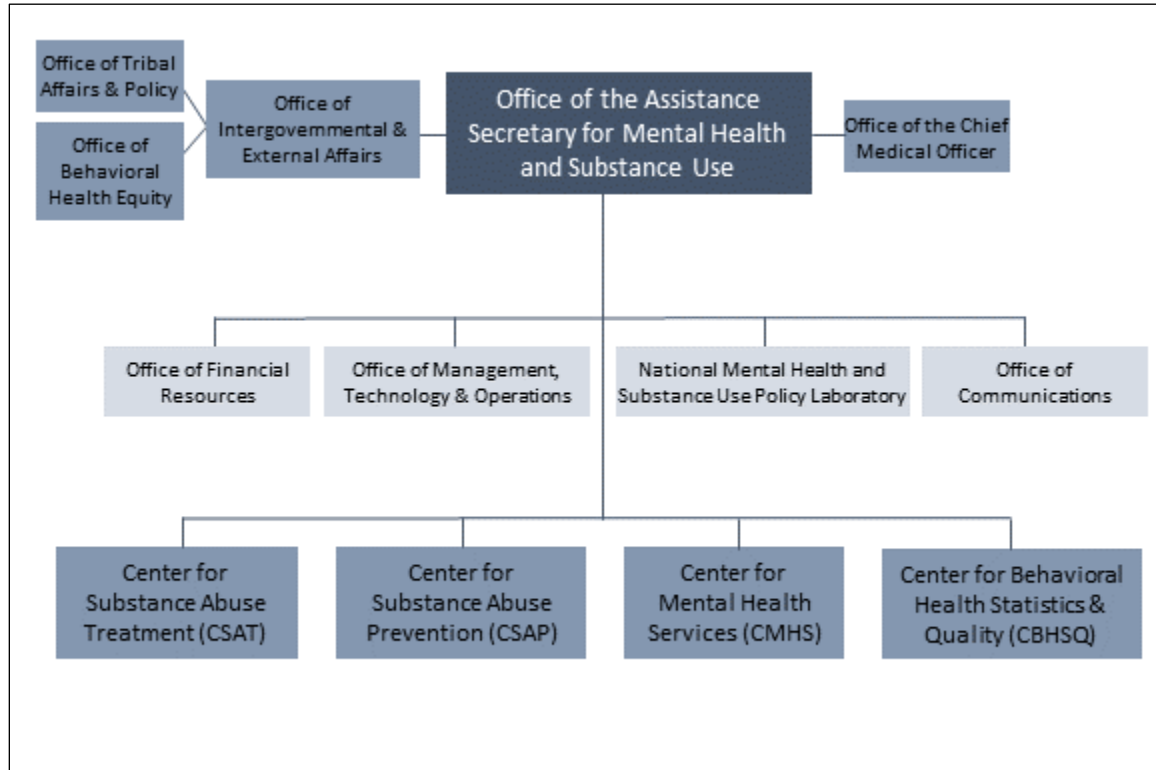 Office of Tribal
Affairs & Policy
Office of
Behavioral
Health Equity
Office of
Intergovernmental &
External Affairs
Office of the Assistance
Secretary for Mental Health
and Substance Use
Office of the Chief
Medical Officer
Office of Financial
Resources
Office of Management,
Technology & Operations
National Mental Health and
Substance Use Policy Laboratory
Office of
Communications
Center for
Substance Abuse
Treatment (CSAT)
Center for
Substance Abuse
Prevention (CSAP)
Center for
Mental Health
Services (CMHS)
Center for Behavioral
Health Statistics &
Quality (CBHSQ)